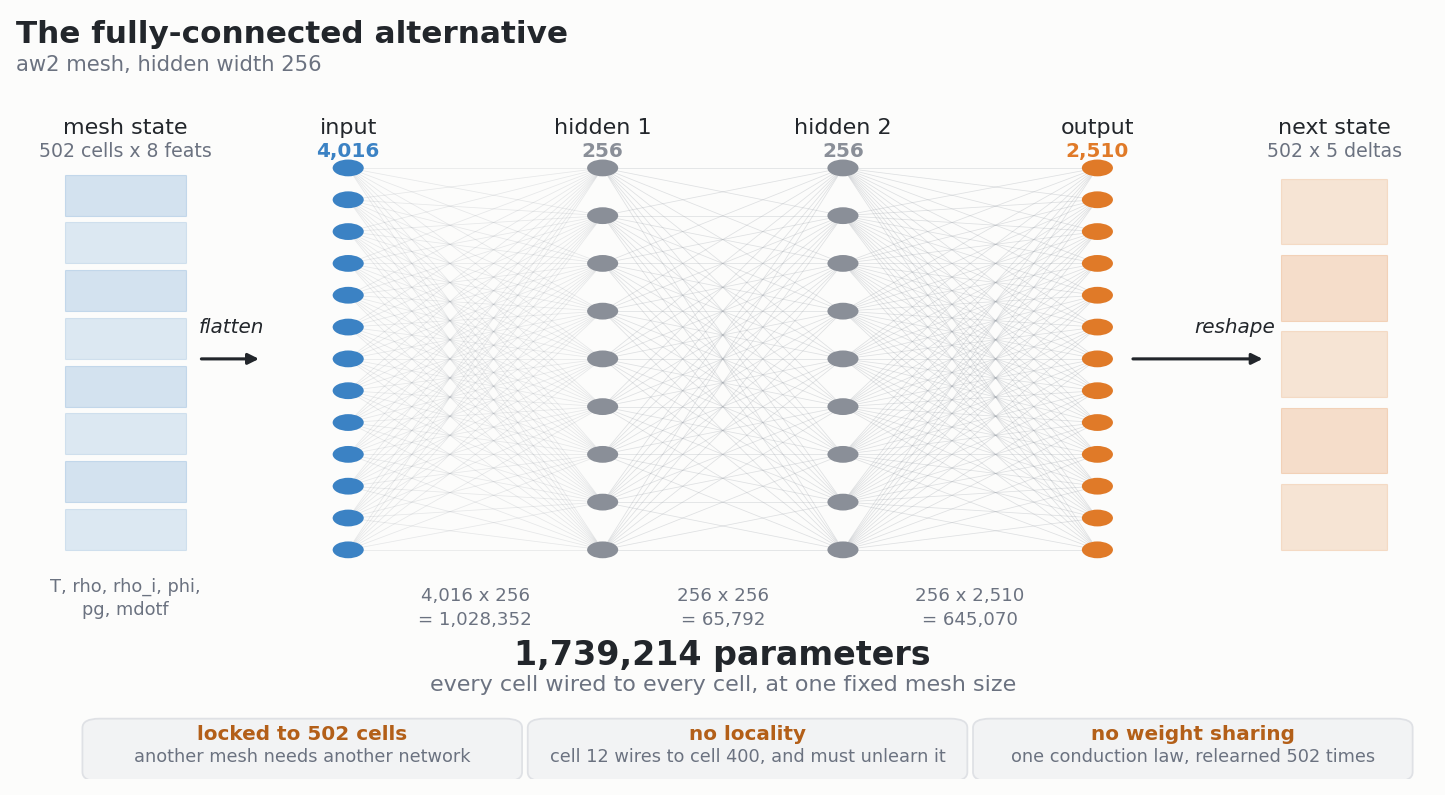 The fully-connected alternative
aw2 mesh, hidden width 256
mesh state
502 cells x 8 feats
input
4,016
hidden 1
256
hidden 2
256
output
2,510
next state
502 x 5 deltas
flatten
reshape
T, rho, rho_i, phi,
pg, mdotf
4,016 x 256
= 1,028,352
256 x 256
= 65,792
256 x 2,510
= 645,070
1,739,214 parameters
every cell wired to every cell, at one fixed mesh size
locked to 502 cells
another mesh needs another network
no locality
cell 12 wires to cell 400, and must unlearn it
no weight sharing
one conduction law, relearned 502 times